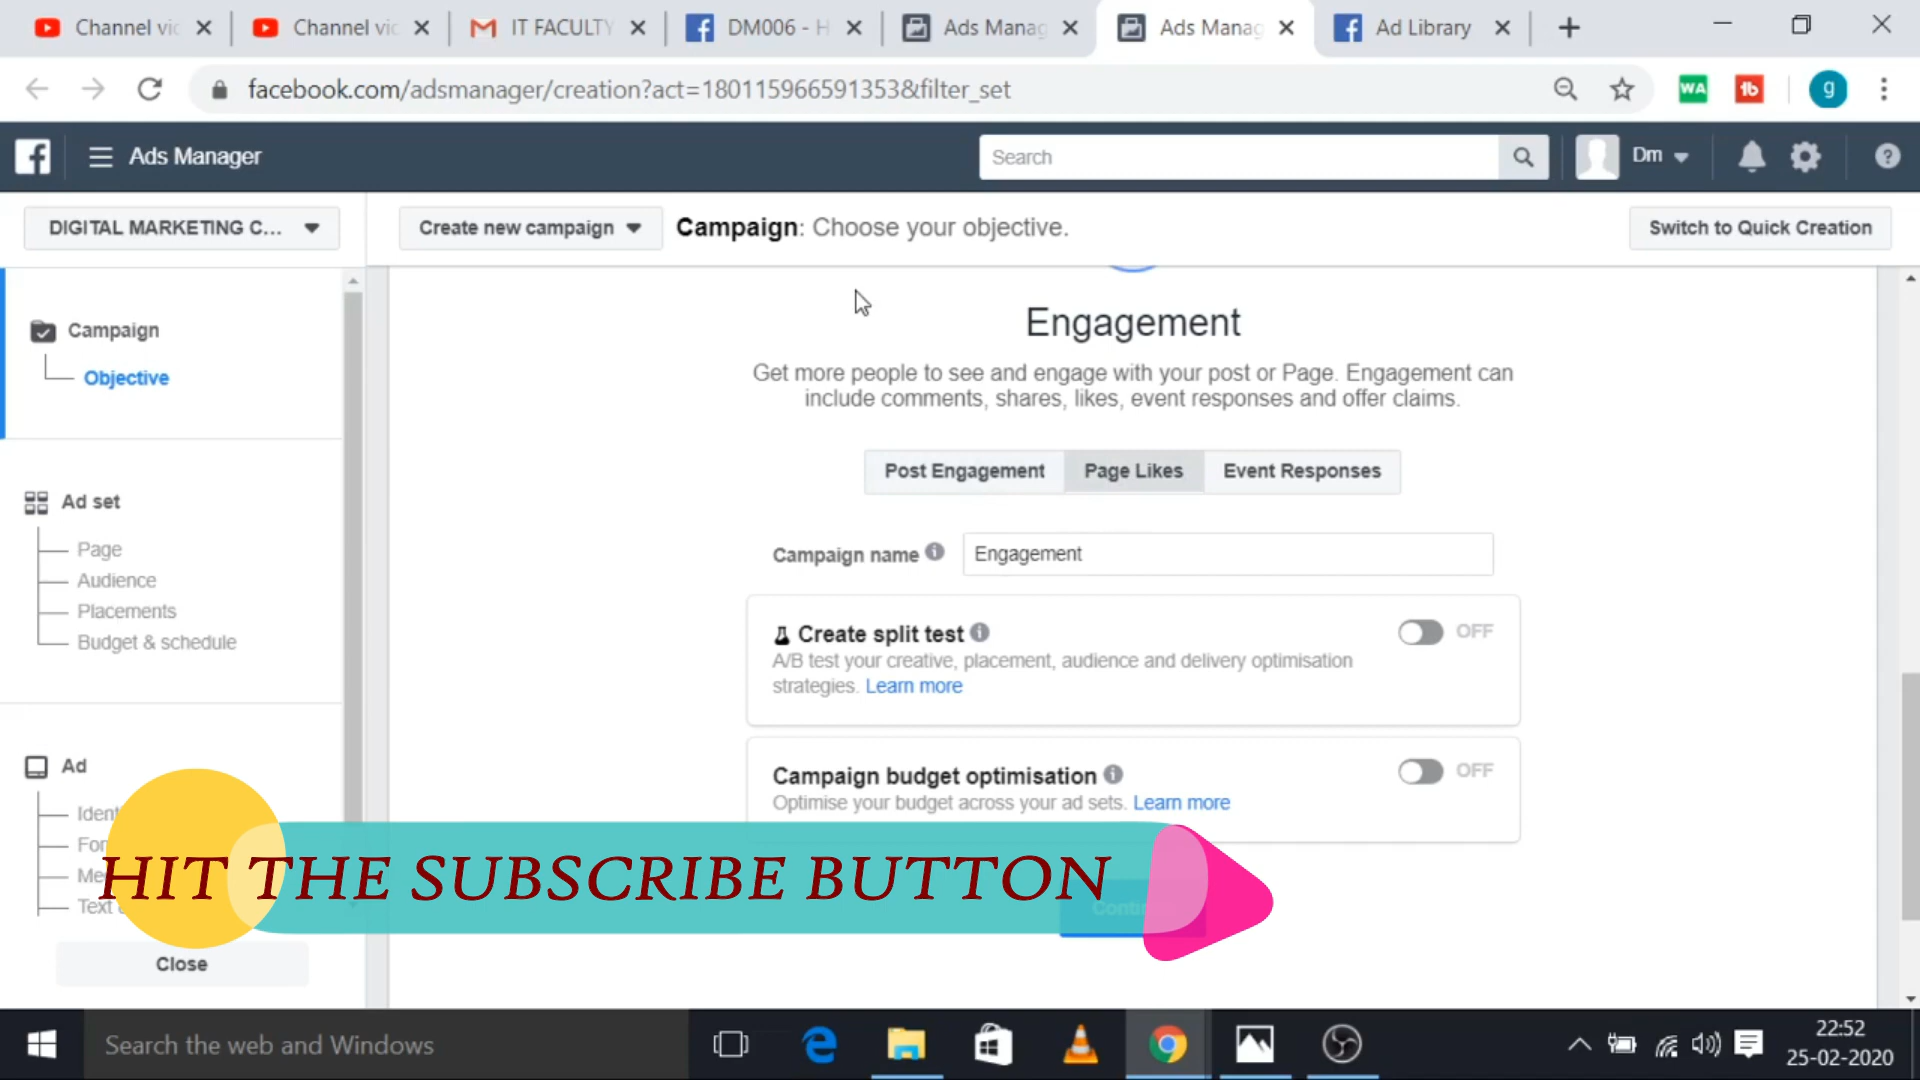 Channel vic
Channel vic
IT FACULTY
DM006 - H
Ads Manag
Ads Manag
Ad Library
facebook.com/adsmanager/creation?act=180115966591353&filter_set
WA
g
Ads Manager
Search
Dm
DIGITAL MARKETING C...
Create new campaign
Campaign: Choose your objective.
Switch to Quick Creation
Campaign
Objective
Engagement
Get more people to see and engage with your post or Page. Engagement can
include comments, shares, likes, event responses and offer claims.
Post Engagement
Page Likes
Event Responses
Ad set
Page
Audience
Placements
Budget & schedule
Campaign name
Engagement
Create split test
OFF
A/B test your creative, placement, audience and delivery optimisation
strategies. Learn more
Campaign budget optimisation
OFF
Optimise your budget across your ad sets. Learn more
Ad
Text
HIT THE SUBSCRIBE BUTTON
Close
Search the web and Windows
22:52
25-02-2020